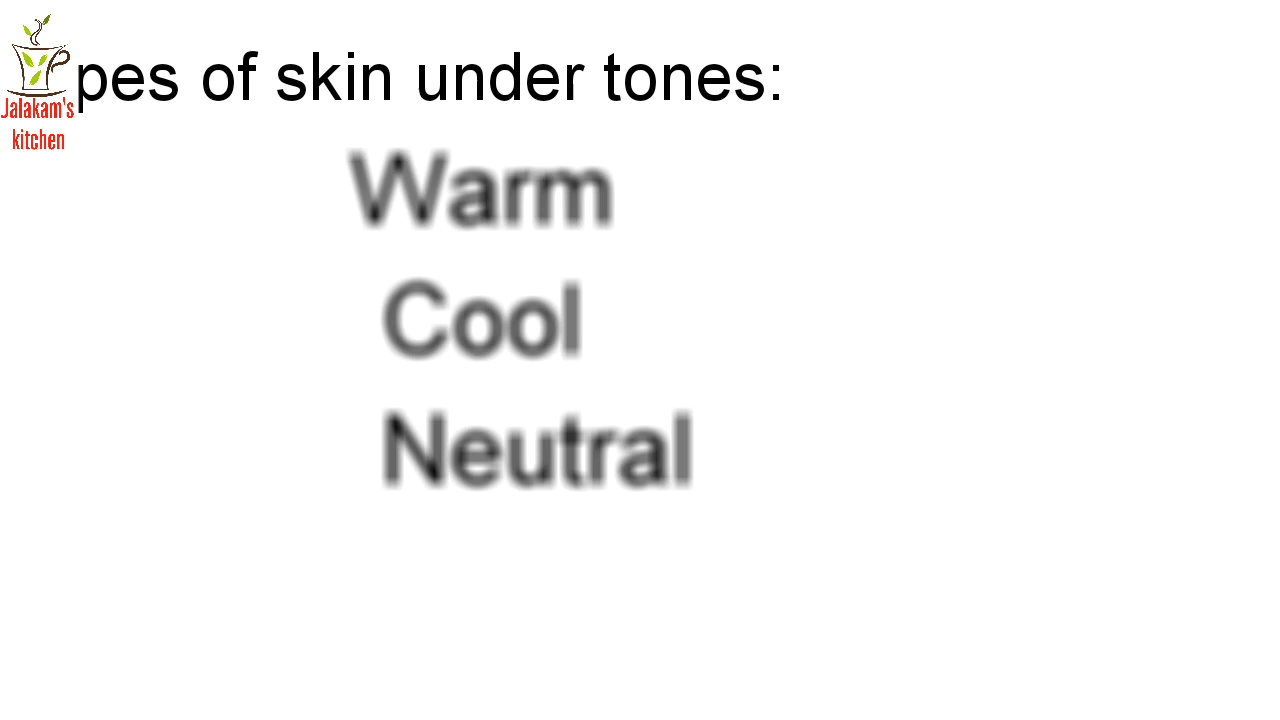 pes of skin under tones:
Jalakam's
kitchen
Warm
Cool
Neutral